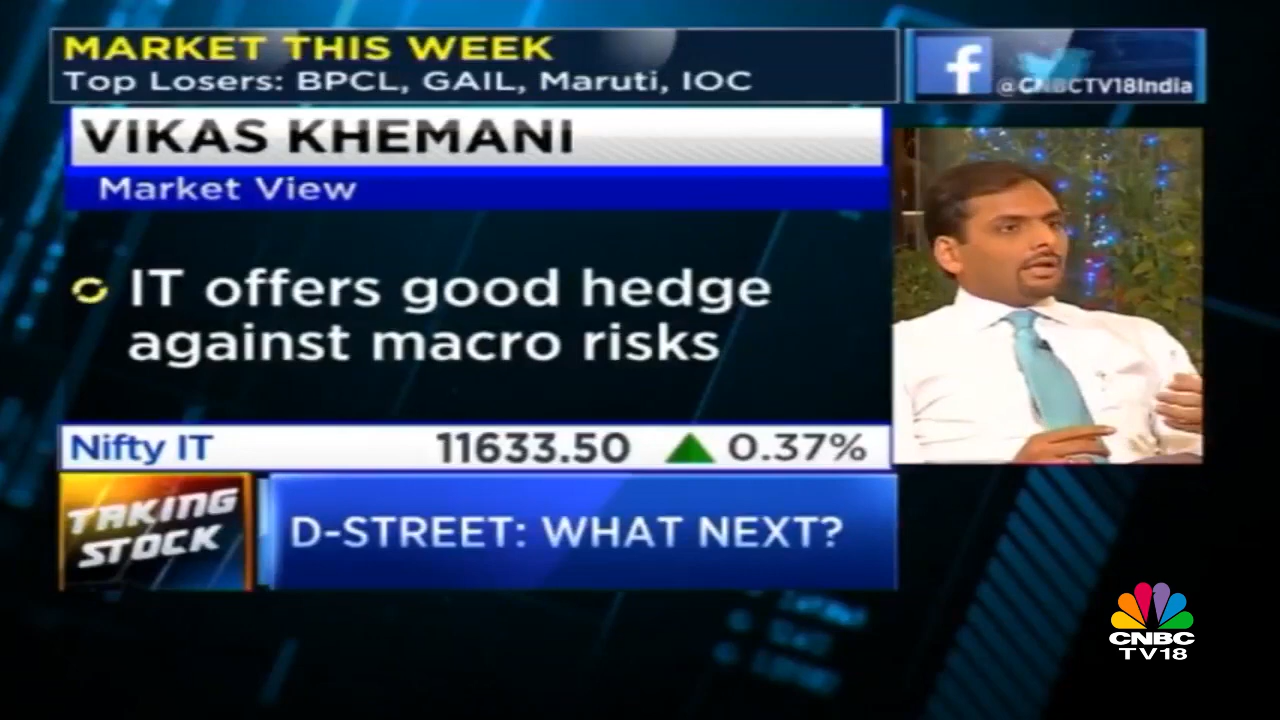 MARKET THIS WEEK
Top Losers: BPCL, GAIL, Maruti, IOC
f
@CNBCTV18India
VIKAS KHEMANI
Market View
IT offers good hedge
against macro risks
Nifty IT 11633.50 0.37%
TAKING
STOCK
D-STREET: WHAT NEXT?
CNBC
TV18